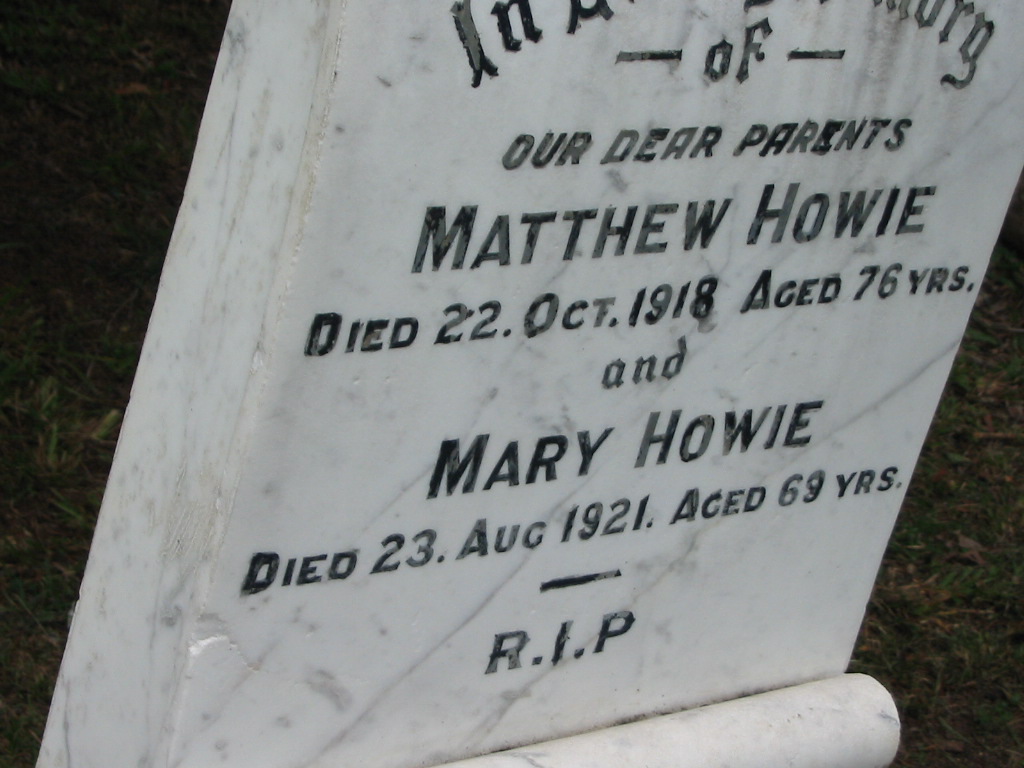 In
of
OUR DEAR PARENTS
MATTHEW HOWIE
DIED 22. OCT. 1918 AGED 76 YRS.
and
MARY HOWIE
DIED 23. AUG 1921. AGED 69 YRS.
R.I.P